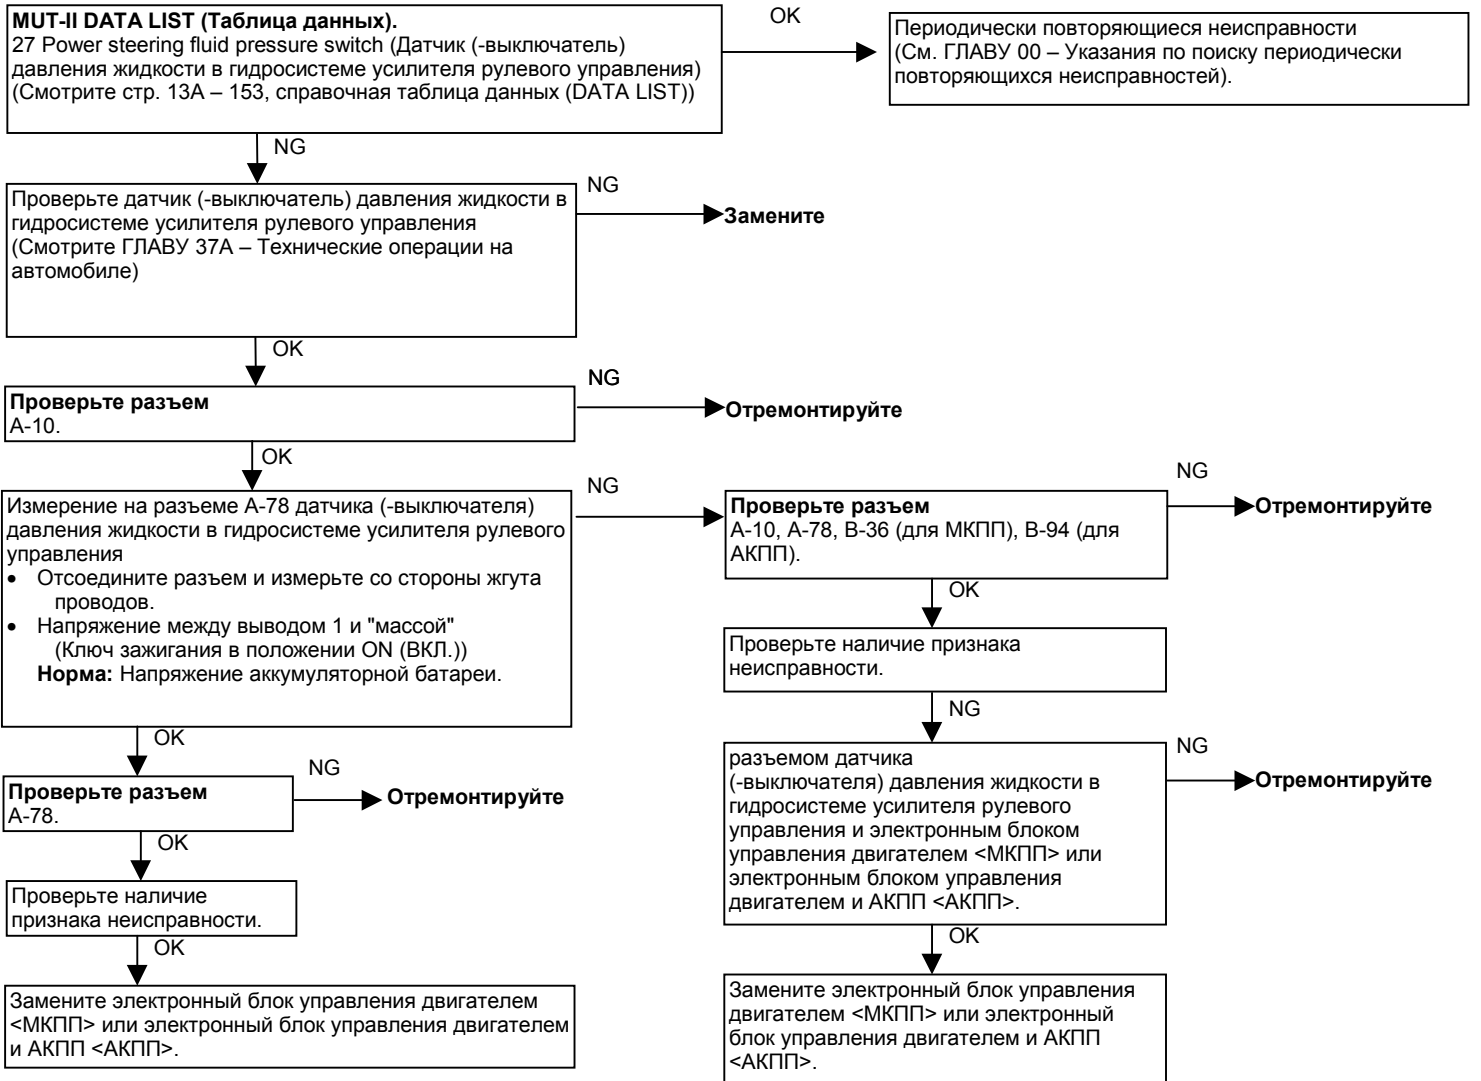 MUT-II DATA LIST (Таблица данных).
27 Power steering fluid pressure switch (Датчик (-выключатель)
давления жидкости в гидросистеме усилителя рулевого управления)
(Смотрите стр. 13А – 153, справочная таблица данных (DATA LIST))
OK
Периодически повторяющиеся неисправности
(См. ГЛАВУ 00 – Указания по поиску периодически
повторяющихся неисправностей).
NG
Проверьте датчик (-выключатель) давления жидкости в
гидросистеме усилителя рулевого управления
(Смотрите ГЛАВУ 37А – Технические операции на
автомобиле)
NG
Замените
OK
Проверьте разъем
А-10.
NG
Отремонтируйте
OK
Измерение на разъеме А-78 датчика (-выключателя)
давления жидкости в гидросистеме усилителя рулевого
управления
• Отсоедините разъем и измерьте со стороны жгута
проводов.
• Напряжение между выводом 1 и "массой"
(Ключ зажигания в положении ON (ВКЛ.))
Норма: Напряжение аккумуляторной батареи.
NG
Проверьте разъем
А-10, А-78, В-36 (для МКПП), В-94 (для
АКПП).
NG
Отремонтируйте
OK
Проверьте наличие признака
неисправности.
NG
разъемом датчика
(-выключателя) давления жидкости в
гидросистеме усилителя рулевого
управления и электронным блоком
управления двигателем <МКПП> или
электронным блоком управления
двигателем и АКПП <АКПП>.
NG
Отремонтируйте
OK
Замените электронный блок управления
двигателем <МКПП> или электронный
блок управления двигателем и АКПП
<АКПП>.
OK
Проверьте разъем
А-78.
NG
Отремонтируйте
OK
Проверьте наличие
признака неисправности.
OK
Замените электронный блок управления двигателем
<МКПП> или электронный блок управления двигателем
и АКПП <АКПП>.